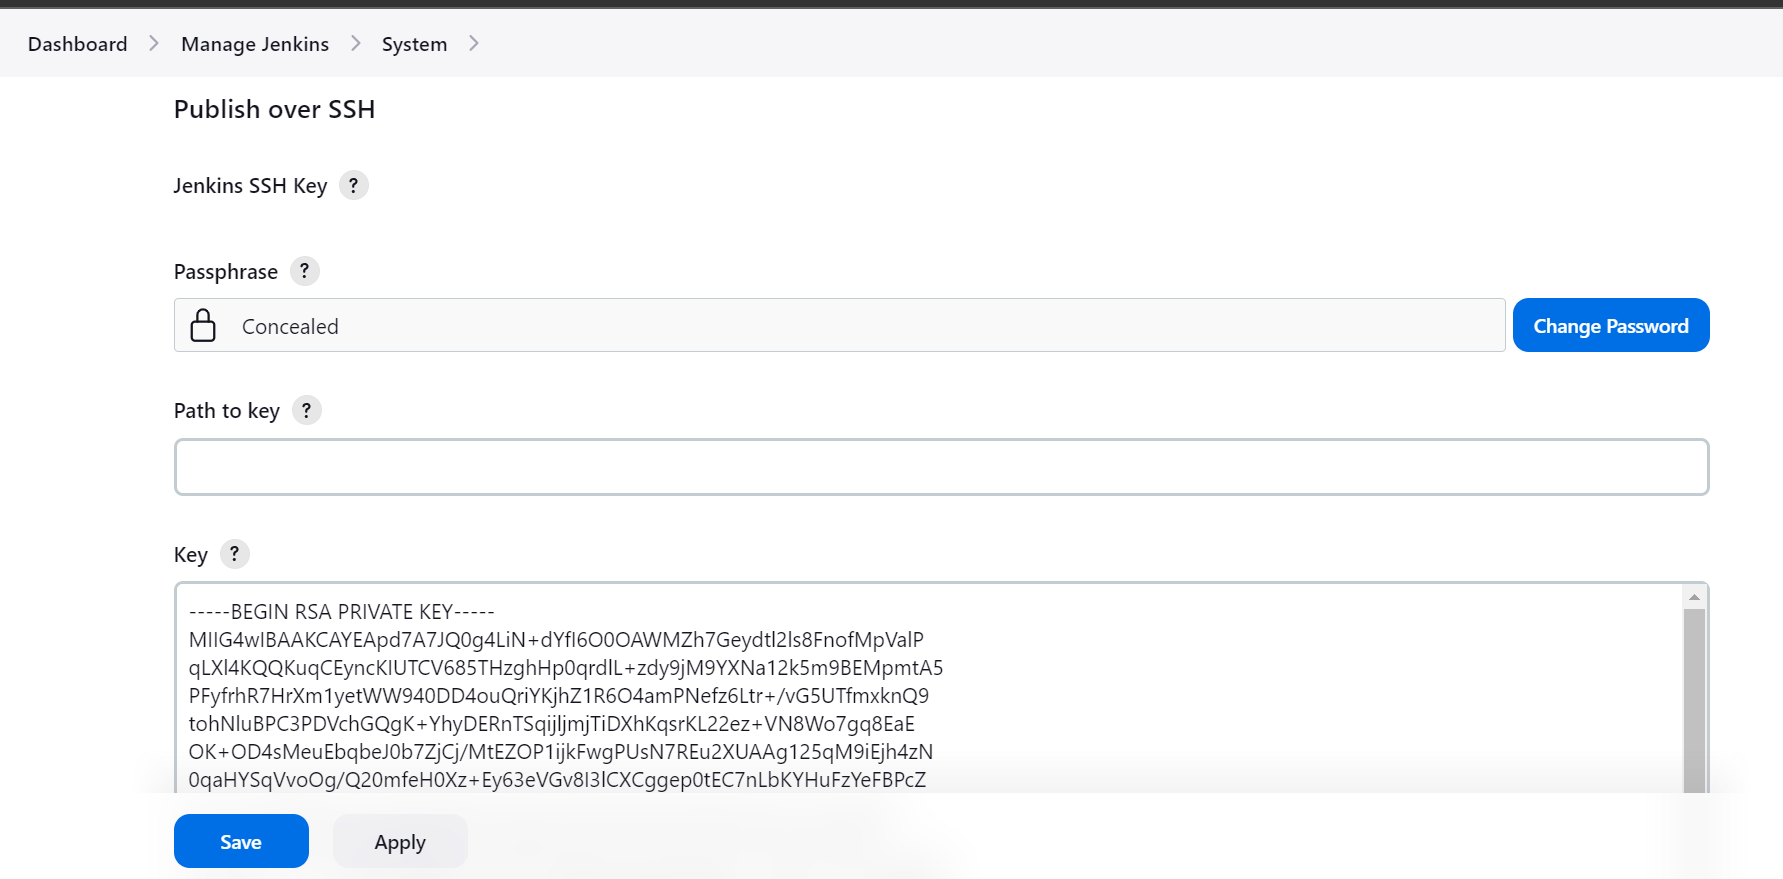 Dashboard
Manage Jenkins
System
Publish over SSH
Jenkins SSH Key ?
Passphrase ?
Concealed
Change Password
Path to key ?
Key ?
-----BEGIN RSA PRIVATE KEY-----
MIIG4wIBAAKCAYEApd7A7JQ0g4LiN+dYfI6O0OAWMZh7Geydtl2ls8FnofMpValP
qLXl4KQQKuqCEyncKIUTCV685THzghHp0qrdlL+zdy9jM9YXNa12k5m9BEMpmtA5
PFyfrhR7HrXm1yetWW940DD4ouQriYKjhZ1R6O4amPNefz6Ltr+/vG5UTfmxknQ9
tohNluBPC3PDVchGQgK+YhyDERnTSqijljmjTiDXhKqsrKL22ez+VN8Wo7gq8EaE
OK+OD4sMeuEbqbeJ0b7ZjCj/MtEZOP1ijkFwgPUsN7REu2XUAAg125qM9iEjh4zN
0qaHYSqVvoOg/Q20mfeH0Xz+Ey63eVGv8I3lCXCggep0tEC7nLbKYHuFzYeFBPcZ
Save
Apply